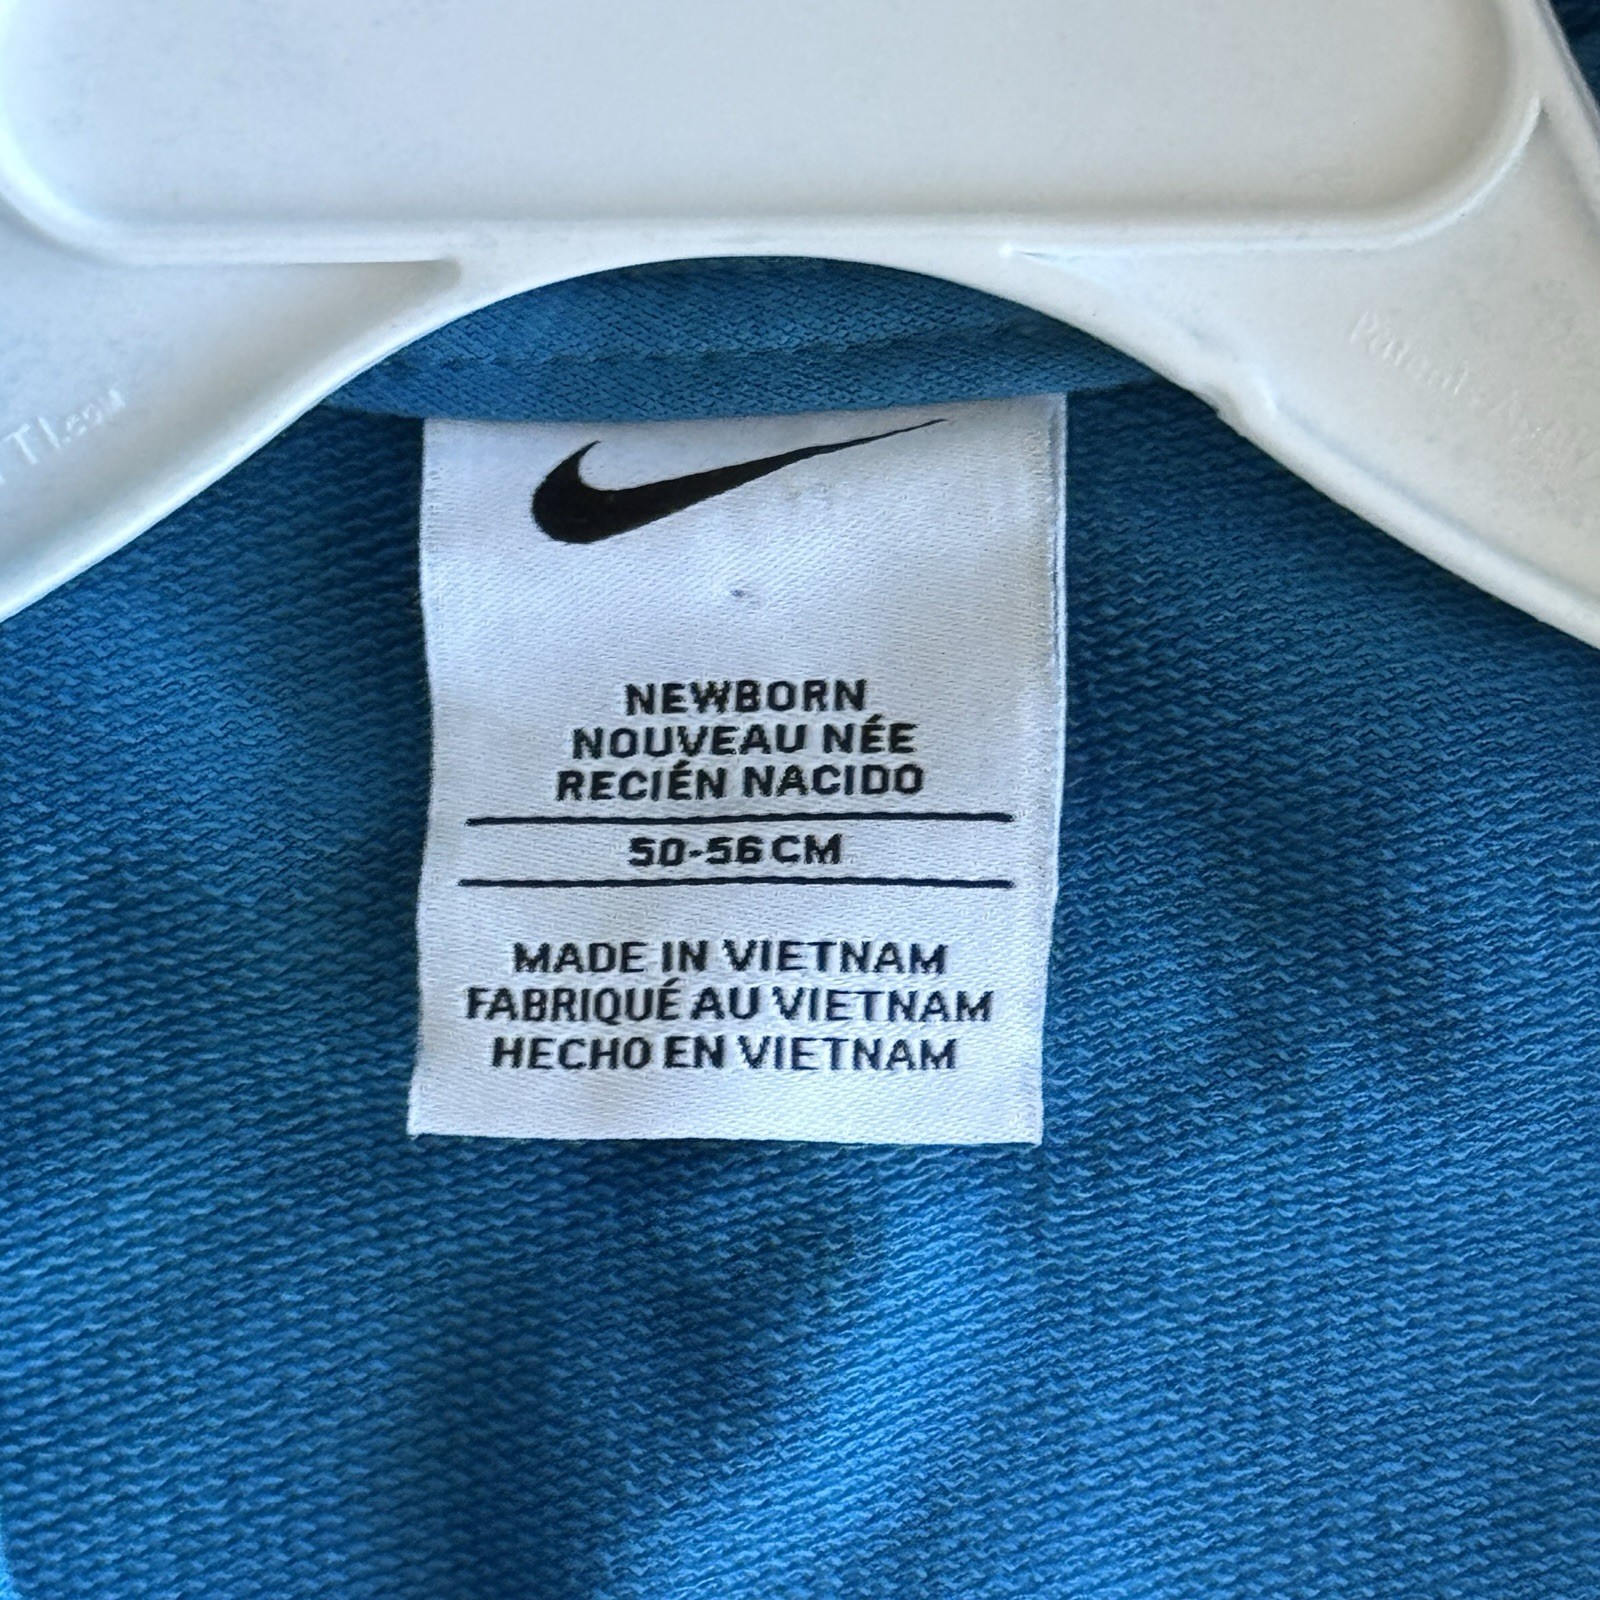 NEWBORN
NOUVEAU NÉE
RECIÉN NACIDO
50-56 CM
MADE IN VIETNAM
FABRIQUÉ AU VIETNAM
HECHO EN VIETNAM